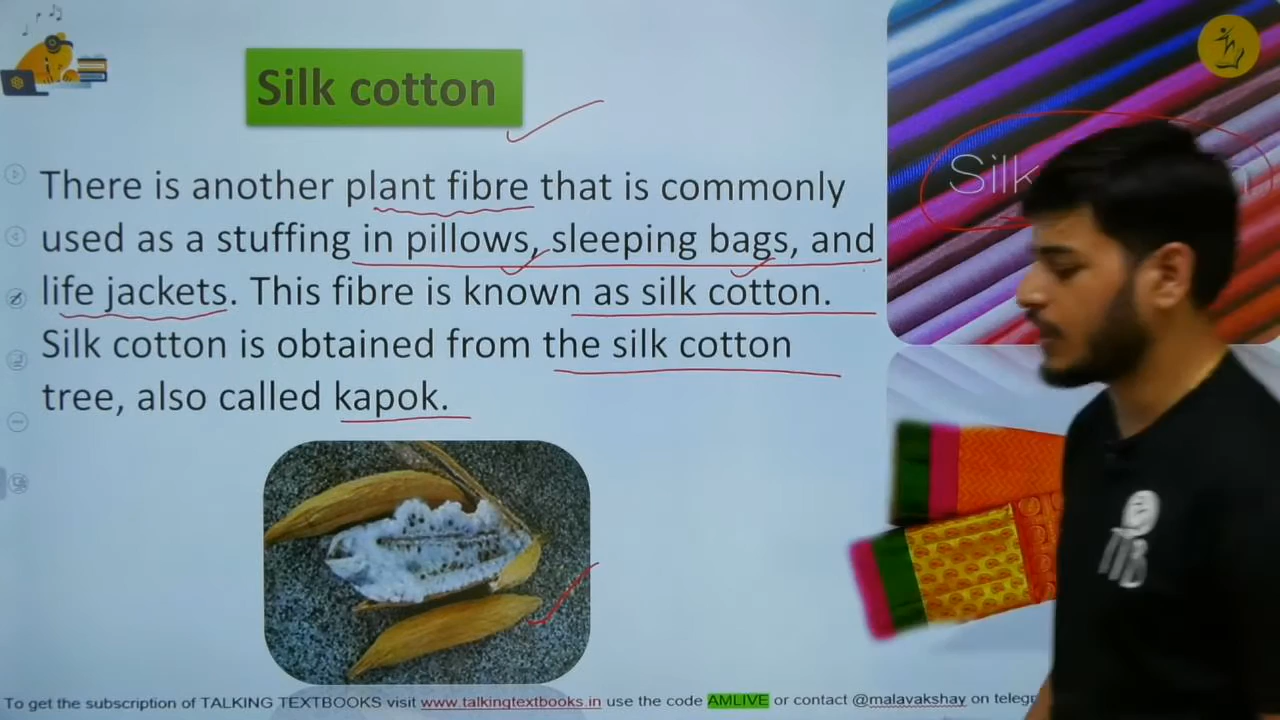 Silk cotton
Silk
There is another plant fibre that is commonly
used as a stuffing in pillows, sleeping bags, and
life jackets. This fibre is known as silk cotton.
Silk cotton is obtained from the silk cotton
tree, also called kapok.
To get the subscription of TALKING TEXTBOOKS visit www.talkingtextbooks.in use the code AMLIVE or contact @malavakshay on